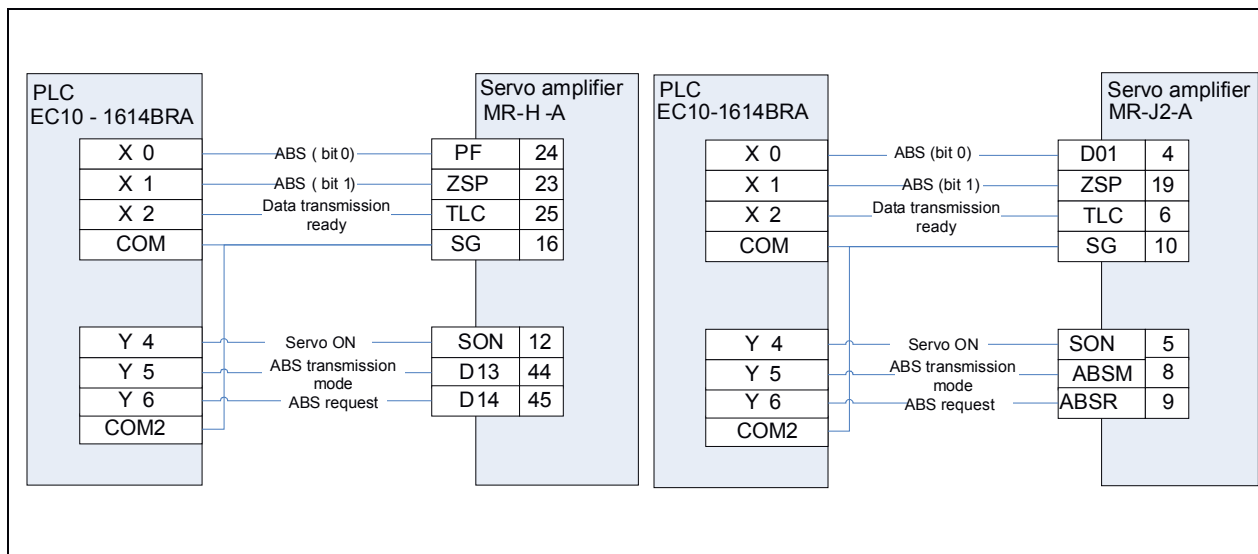 PLC
EC10 - 1614BRA
Servo amplifier
MR-H -A
X 0
ABS ( bit 0)
PF
24
X 1
ABS ( bit 1)
ZSP
23
X 2
Data transmission
ready
TLC
25
COM
SG
16
Y 4
Servo ON
SON
12
Y 5
ABS transmission
mode
D13
44
Y 6
ABS request
D14
45
COM2
PLC
EC10-1614BRA
Servo amplifier
MR-J2-A
X 0
ABS (bit 0)
D01
4
X 1
ABS (bit 1)
ZSP
19
X 2
Data transmission
ready
TLC
6
COM
SG
10
Y 4
Servo ON
SON
5
Y 5
ABS transmission
mode
ABSM
8
Y 6
ABS request
ABSR
9
COM2